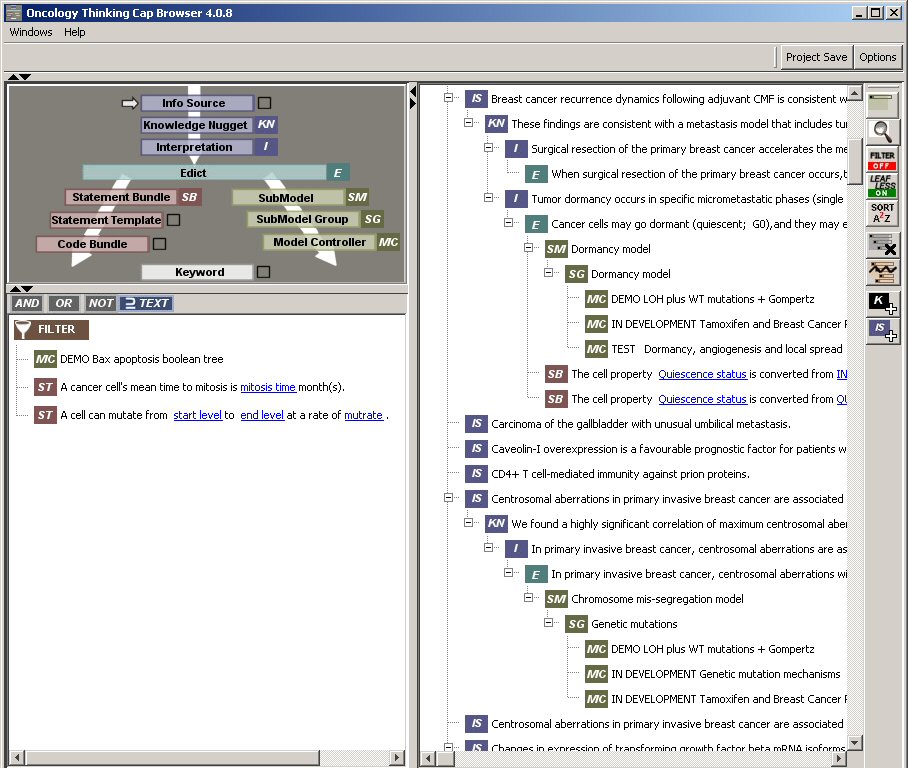 Oncology Thinking Cap Browser 4.0.8
Windows Help
Project Save Options
Info Source
Knowledge Nugget KN
Interpretation I
Edict E
Statement Bundle SB
SubModel SM
Statement Template
SubModel Group SG
Code Bundle
Model Controller MC
Keyword
AND OR NOT ⊇ TEXT
FILTER
MC DEMO Bax apoptosis boolean tree
ST A cancer cell's mean time to mitosis is mitosis time month(s).
ST A cell can mutate from start level to end level at a rate of mutrate .
IS Breast cancer recurrence dynamics following adjuvant CMF is consistent w
KN These findings are consistent with a metastasis model that includes tu
I Surgical resection of the primary breast cancer accelerates the me
E When surgical resection of the primary breast cancer occurs,t
I Tumor dormancy occurs in specific micrometastatic phases (single
E Cancer cells may go dormant (quiescent; G0),and they may e
SM Dormancy model
SG Dormancy model
MC DEMO LOH plus WT mutations + Gompertz
MC IN DEVELOPMENT Tamoxifen and Breast Cancer
MC TEST Dormancy, angiogenesis and local spread
SB The cell property Quiescence status is converted from IN
SB The cell property Quiescence status is converted from QU
IS Carcinoma of the gallbladder with unusual umbilical metastasis.
IS Caveolin-I overexpression is a favourable prognostic factor for patients w
IS CD4+ T cell-mediated immunity against prion proteins.
IS Centrosomal aberrations in primary invasive breast cancer are associated
KN We found a highly significant correlation of maximum centrosomal aber
I In primary invasive breast cancer, centrosomal aberrations are as
E In primary invasive breast cancer, centrosomal aberrations wi
SM Chromosome mis-segregation model
SG Genetic mutations
MC DEMO LOH plus WT mutations + Gompertz
MC IN DEVELOPMENT Genetic mutation mechanisms
MC IN DEVELOPMENT Tamoxifen and Breast Cancer
IS Centrosomal aberrations in primary invasive breast cancer are associated
IS Changes in expression of transforming growth factor beta mRNA isoforms
FILTER
OFF
LEAF
LESS
ON
SORT
A2Z
K
IS